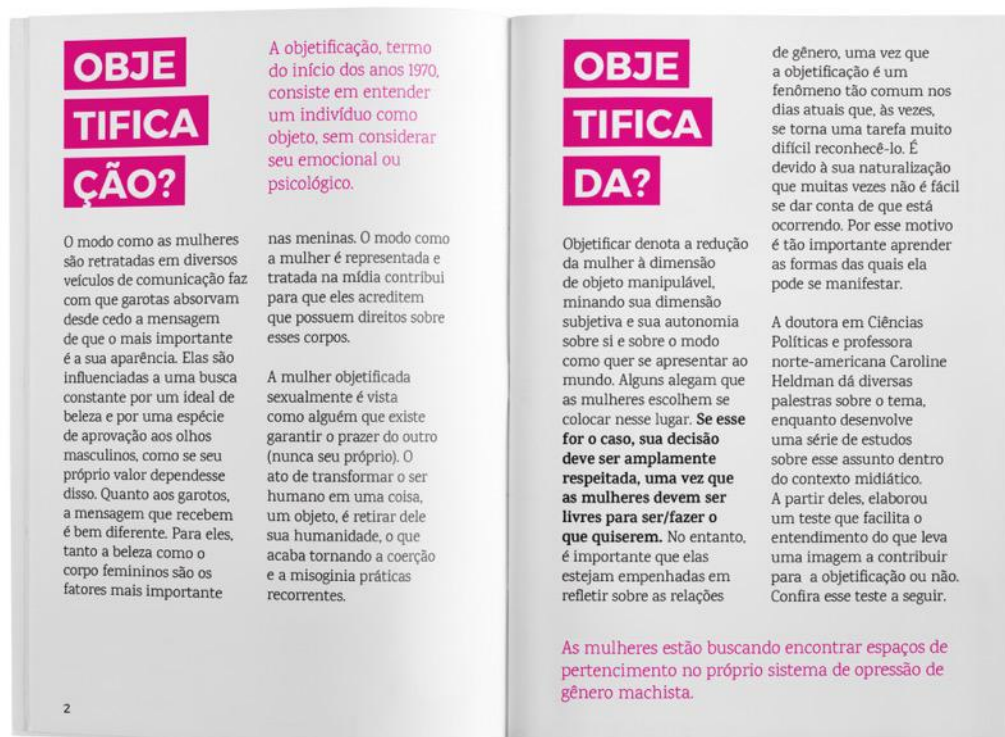 OBJE
TIFICA
ÇÃO?
A objetificação, termo
do início dos anos 1970,
consiste em entender
um indivíduo como
objeto, sem considerar
seu emocional ou
psicológico.
O modo como as mulheres
são retratadas em diversos
veículos de comunicação faz
com que garotas absorvam
desde cedo a mensagem
de que o mais importante
é a sua aparência. Elas são
influenciadas a uma busca
constante por um ideal de
beleza e por uma espécie
de aprovação aos olhos
masculinos, como se seu
próprio valor dependesse
disso. Quanto aos garotos,
a mensagem que recebem
é bem diferente. Para eles,
tanto a beleza como o
corpo femininos são os
fatores mais importante
nas meninas. O modo como
a mulher é representada e
tratada na mídia contribui
para que eles acreditem
que possuem direitos sobre
esses corpos.
A mulher objetificada
sexualmente é vista
como alguém que existe
garantir o prazer do outro
(nunca seu próprio). O
ato de transformar o ser
humano em uma coisa,
um objeto, é retirar dele
sua humanidade, o que
acaba tornando a coerção
e a misoginia práticas
recorrentes.
2
OBJE
TIFICA
DA?
Objetificar denota a redução
da mulher à dimensão
de objeto manipulável,
minando sua dimensão
subjetiva e sua autonomia
sobre si e sobre o modo
como quer se apresentar ao
mundo. Alguns alegam que
as mulheres escolhem se
colocar nesse lugar. Se esse
for o caso, sua decisão
deve ser amplamente
respeitada, uma vez que
as mulheres devem ser
livres para ser/fazer o
que quiserem. No entanto,
é importante que elas
estejam empenhadas em
refletir sobre as relações
de gênero, uma vez que
a objetificação é um
fenômeno tão comum nos
dias atuais que, às vezes,
se torna uma tarefa muito
difícil reconhecê-lo. É
devido à sua naturalização
que muitas vezes não é fácil
se dar conta de que está
ocorrendo. Por esse motivo
é tão importante aprender
as formas das quais ela
pode se manifestar.
A doutora em Ciências
Políticas e professora
norte-americana Caroline
Heldman dá diversas
palestras sobre o tema,
enquanto desenvolve
uma série de estudos
sobre esse assunto dentro
do contexto midiático.
A partir deles, elaborou
um teste que facilita o
entendimento do que leva
uma imagem a contribuir
para a objetificação ou não.
Confira esse teste a seguir.
As mulheres estão buscando encontrar espaços de
pertencimento no próprio sistema de opressão de
gênero machista.